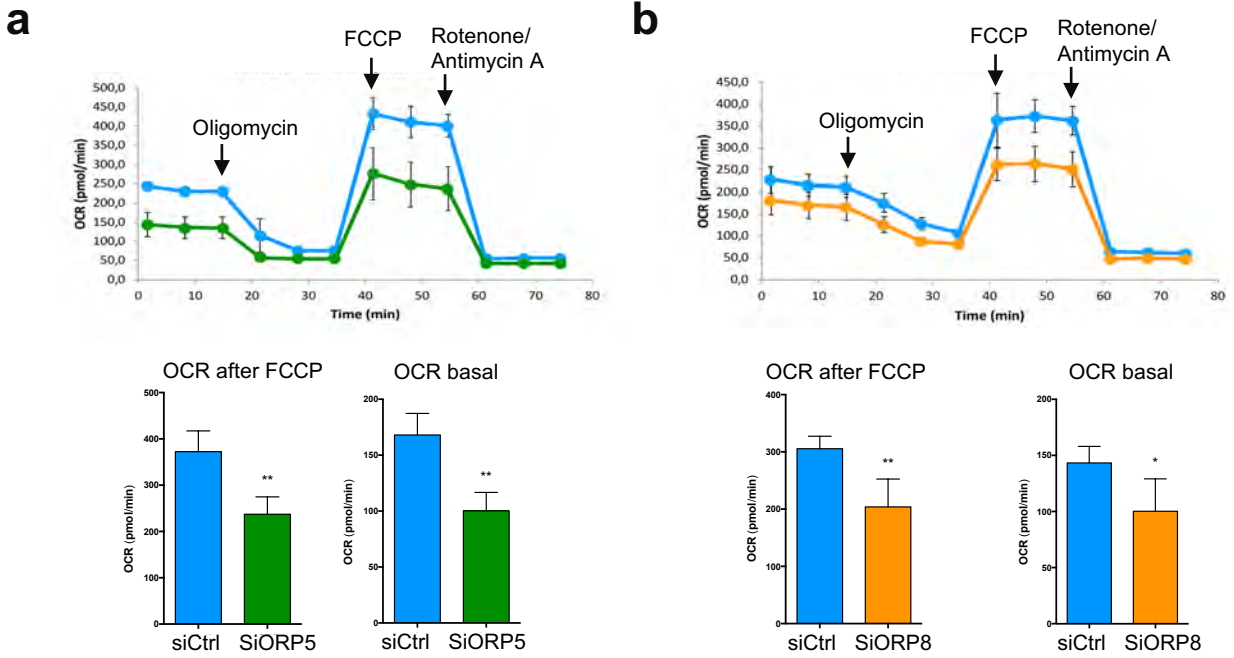 a
FCCP
Rotenone/
Antimycin A
Oligomycin
500,0
450,0
400,0
350,0
300,0
250,0
200,0
150,0
100,0
50,0
0,0
OCR (pmol/min)
0 10 20 30 40 50 60 70 80
Time (min)
OCR after FCCP
500
400
300
200
100
0
OCR (pmol/min)
**
siCtrl SiORP5
OCR basal
200
150
100
50
0
OCR (pmol/min)
**
siCtrl SiORP5
b
FCCP
Rotenone/
Antimycin A
Oligomycin
450,0
400,0
350,0
300,0
250,0
200,0
150,0
100,0
50,0
0,0
OCR (pmol/min)
0 10 20 30 40 50 60 70 80
Time (min)
OCR after FCCP
400
300
200
100
0
OCR (pmol/min)
**
siCtrl SiORP8
OCR basal
200
150
100
50
0
OCR (pmol/min)
*
siCtrl SiORP8